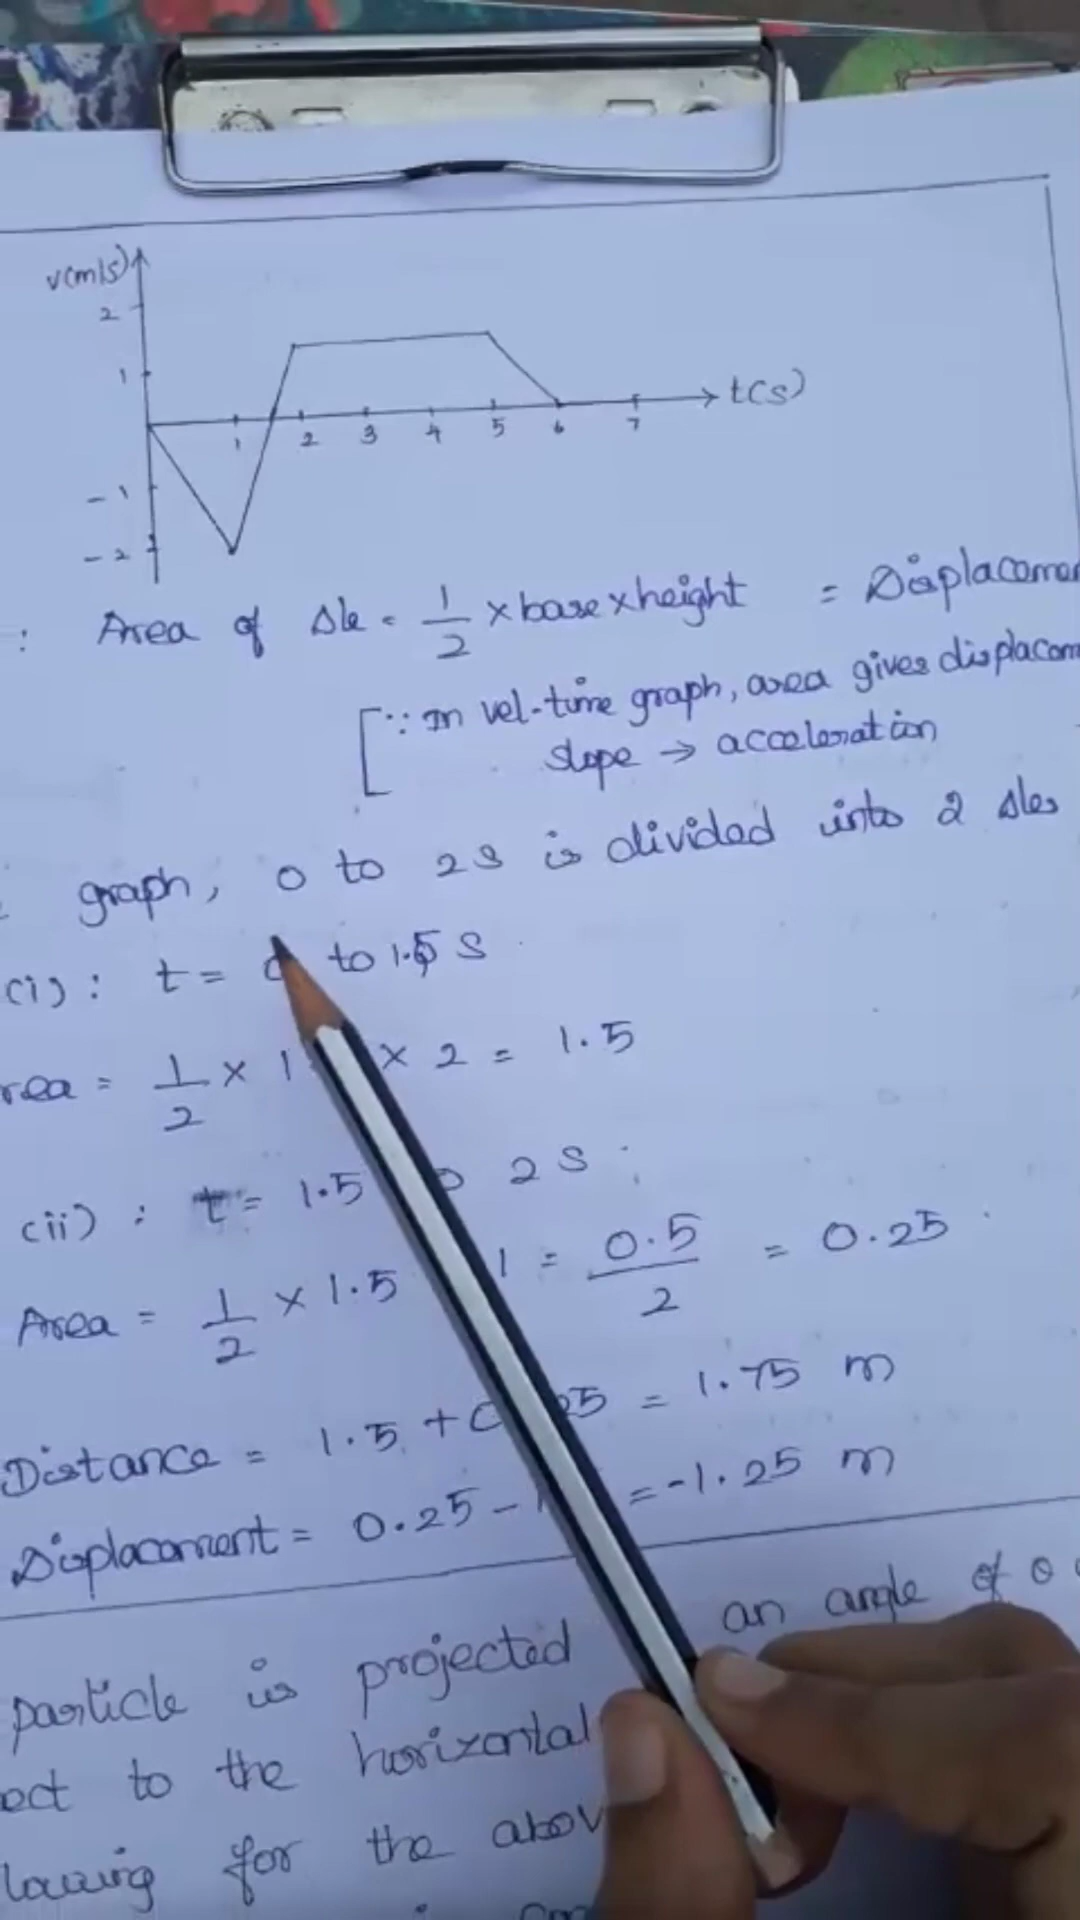 v(m/s)
2
1
t(s)
1 2 3 4 5 6 7
-1
-2
: Area of Δle = 1/2 × base × height = Displacemen
[∵ In vel-time graph, area gives displacem
slope → acceleration
graph, 0 to 2s is divided into 2 Δles
(i): t = to 1.5 s
rea = 1/2 × 1 × 2 = 1.5
(ii) : t = 1.5 2s.
Area = 1/2 × 1.5 1 = 0.5/2 = 0.25.
Distance = 1.5 + 25 = 1.75 m
Displacement = 0.25 - = -1.25 m
particle is projected an angle of θ
ect to the horizontal
lowing for the abov